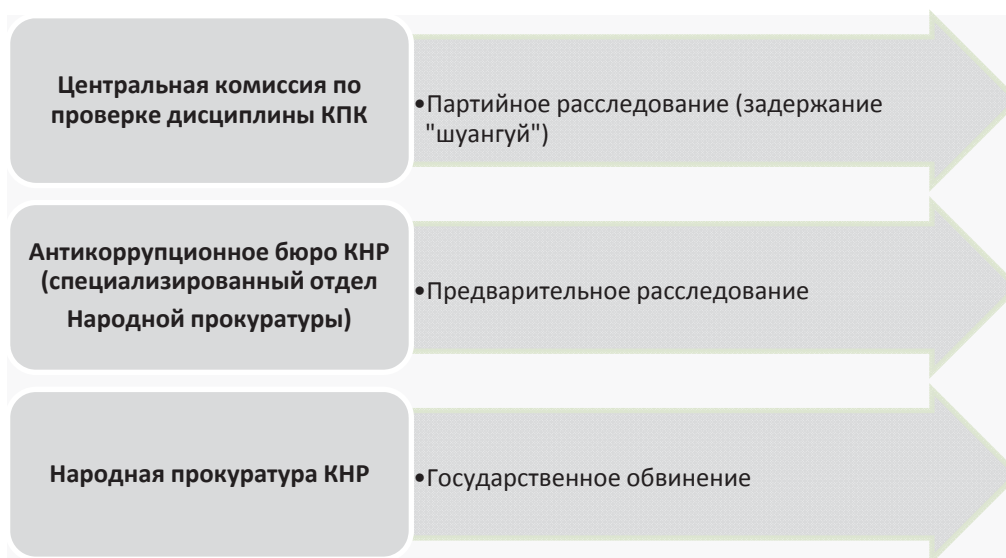 Центральная комиссия по
проверке дисциплины КПК
•Партийное расследование (задержание
"шуангуй")
Антикоррупционное бюро КНР
(специализированный отдел
Народной прокуратуры)
•Предварительное расследование
Народная прокуратура КНР
•Государственное обвинение